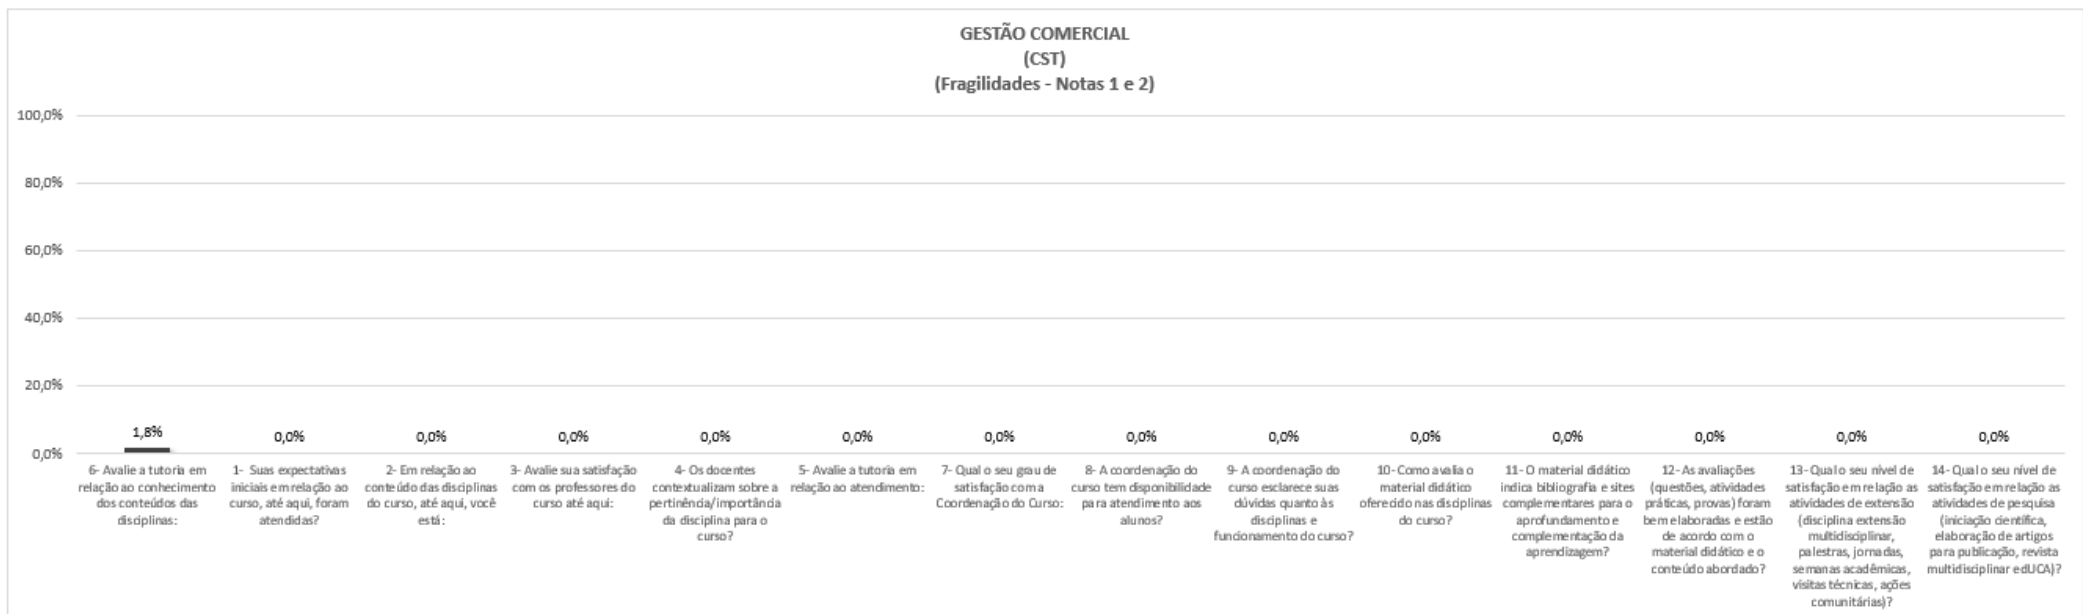 GESTÃO COMERCIAL
(CST)
(Fragilidades - Notas 1 e 2)
100,0%
80,0%
60,0%
40,0%
20,0%
0,0%
1,8%
0,0%
0,0%
0,0%
0,0%
0,0%
0,0%
0,0%
0,0%
0,0%
0,0%
0,0%
0,0%
0,0%
6- Avalie a tutoria em
relação ao conhecimento
dos conteúdos das
disciplinas:
1- Suas expectativas
iniciais em relação ao
curso, até aqui, foram
atendidas?
2- Em relação ao
conteúdo das disciplinas
do curso, até aqui, você
está:
3- Avalie sua satisfação
com os professores do
curso até aqui:
4- Os docentes
contextualizam sobre a
pertinência/importância
da disciplina para o
curso?
5- Avalie a tutoria em
relação ao atendimento:
7- Qual o seu grau de
satisfação com a
Coordenação do Curso:
8- A coordenação do
curso tem disponibilidade
para atendimento aos
alunos?
9- A coordenação do
curso esclarece suas
dúvidas quanto às
disciplinas e
funcionamento do curso?
10- Como avalia o
material didático
oferecido nas disciplinas
do curso?
11- O material didático
indica bibliografia e sites
complementares para o
aprofundamento e
complementação da
aprendizagem?
12- As avaliações
(questões, atividades
práticas, provas) foram
bem elaboradas e estão
de acordo com o
material didático e o
conteúdo abordado?
13- Qual o seu nível de
satisfação em relação as
atividades de extensão
(disciplina extensão
multidisciplinar,
palestras, jornadas,
semanas acadêmicas,
visitas técnicas, ações
comunitárias)?
14- Qual o seu nível de
satisfação em relação as
atividades de pesquisa
(iniciação científica,
elaboração de artigos
para publicação, revista
multidisciplinar edUCA)?